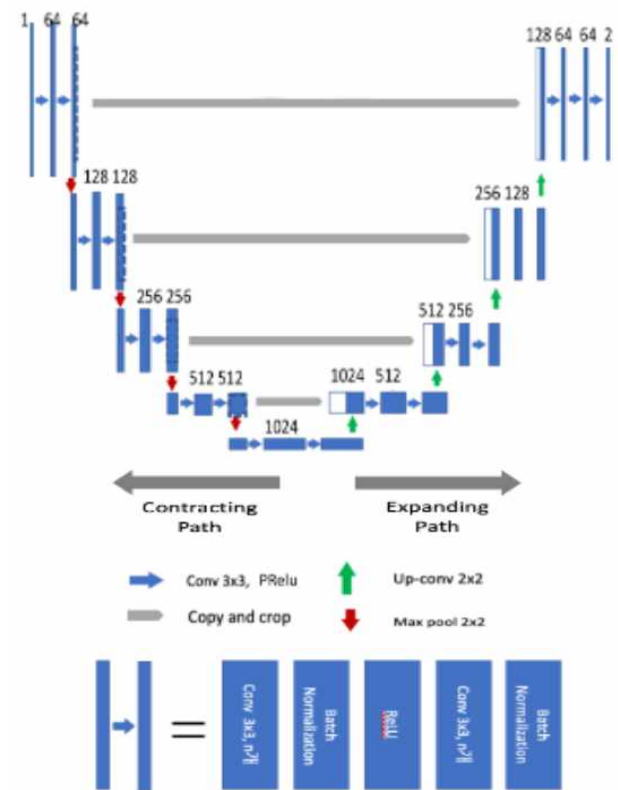 1 64 64
128 64 64 2
128 128
256 128
256 256
512 256
512 512
1024 512
1024
Contracting
Path
Expanding
Path
Conv 3x3, PRelu
Up-conv 2x2
Copy and crop
Max pool 2x2
=
Conv 3x3,
Batch
Normalization
ReLU
Conv 3x3,
Batch
Normalization